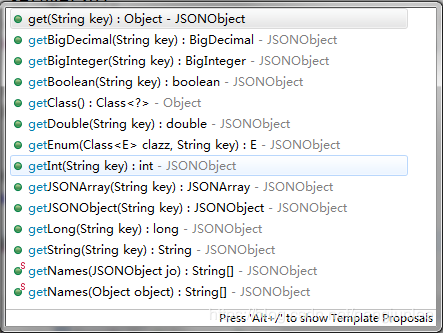 get(String key) : Object - JSONObject
getBigDecimal(String key) : BigDecimal - JSONObject
getBigInteger(String key) : BigInteger - JSONObject
getBoolean(String key) : boolean - JSONObject
getClass() : Class<?> - Object
getDouble(String key) : double - JSONObject
getEnum(Class<E> clazz, String key) : E - JSONObject
getInt(String key) : int - JSONObject
getJSONArray(String key) : JSONArray - JSONObject
getJSONObject(String key) : JSONObject - JSONObject
getLong(String key) : long - JSONObject
getString(String key) : String - JSONObject
S getNames(JSONObject jo) : String[] - JSONObject
S getNames(Object object) : String[] - JSONObject
Press 'Alt+/' to show Template Proposals